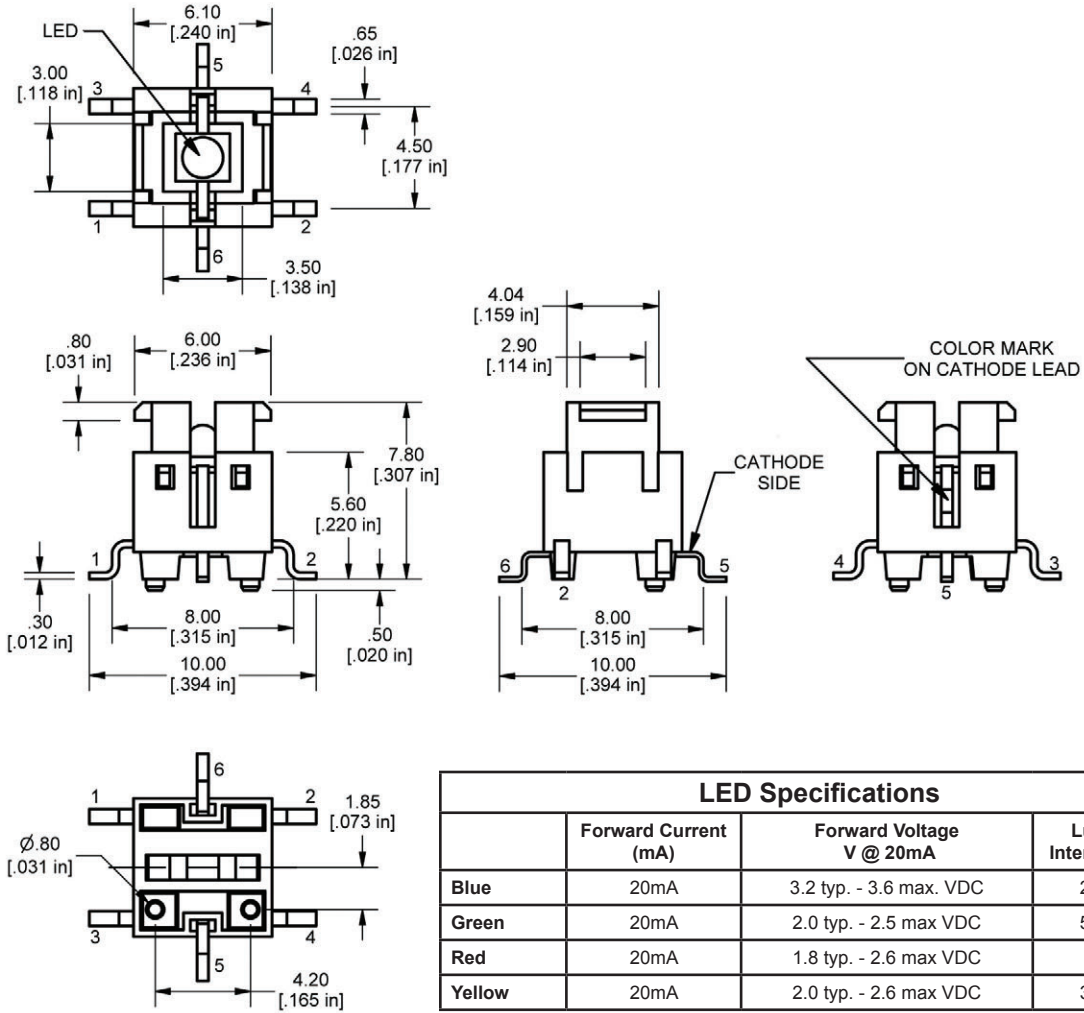 6.10
[.240 in]
LED
.65
[.026 in]
5
3.00
[.118 in]
3
4
4.50
[.177 in]
1
2
6
3.50
[.138 in]
.80
[.031 in]
6.00
[.236 in]
7.80
[.307 in]
5.60
[.220 in]
1
2
.30
[.012 in]
8.00
[.315 in]
.50
[.020 in]
10.00
[.394 in]
4.04
[.159 in]
2.90
[.114 in]
CATHODE
SIDE
6
5
2
8.00
[.315 in]
10.00
[.394 in]
COLOR MARK
ON CATHODE LEAD
4
3
5
6
1
2
1.85
[.073 in]
Ø.80
[.031 in]
3
4
5
4.20
[.165 in]
LED Specifications
Forward Current
(mA)
Forward Voltage
V @ 20mA
Blue 20mA 3.2 typ. - 3.6 max. VDC
Green 20mA 2.0 typ. - 2.5 max VDC
Red 20mA 1.8 typ. - 2.6 max VDC
Yellow 20mA 2.0 typ. - 2.6 max VDC